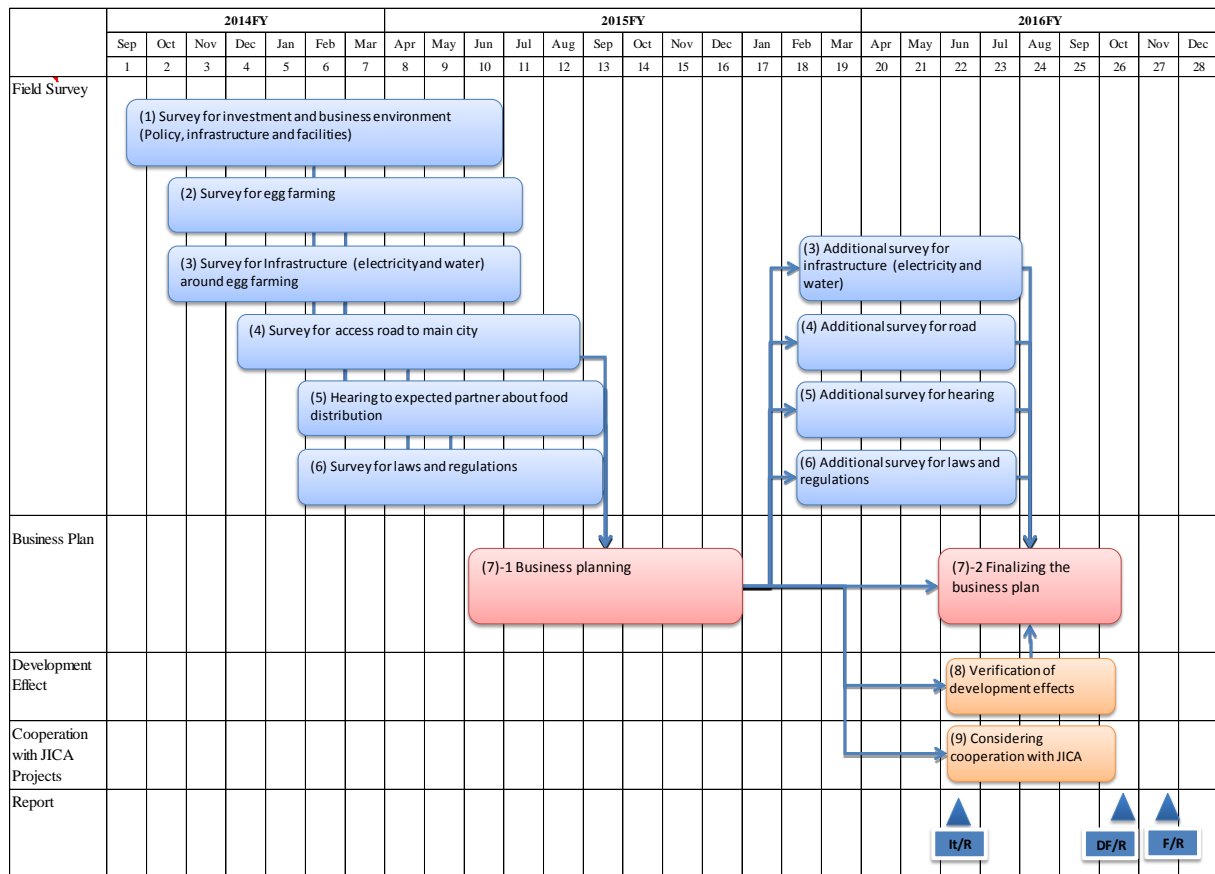 2014FY 2015FY 2016FY
Sep Oct Nov Dec Jan Feb Mar Apr May Jun Jul Aug Sep Oct Nov Dec Jan Feb Mar Apr May Jun Jul Aug Sep Oct Nov Dec
1 2 3 4 5 6 7 8 9 10 11 12 13 14 15 16 17 18 19 20 21 22 23 24 25 26 27 28
Field Survey
(1) Survey for investment and business environment
(Policy, infrastructure and facilities)
(2) Survey for egg farming
(3) Survey for Infrastructure (electricity and water)
around egg farming
(3) Additional survey for
infrastructure (electricity and
water)
(4) Survey for access road to main city
(4) Additional survey for road
(5) Hearing to expected partner about food
distribution
(5) Additional survey for hearing
(6) Survey for laws and regulations
(6) Additional survey for laws and
regulations
Business Plan
(7)-1 Business planning
(7)-2 Finalizing the
business plan
Development
Effect
(8) Verification of
development effects
Cooperation
with JICA
Projects
(9) Considering
cooperation with JICA
Report
It/R DF/R F/R